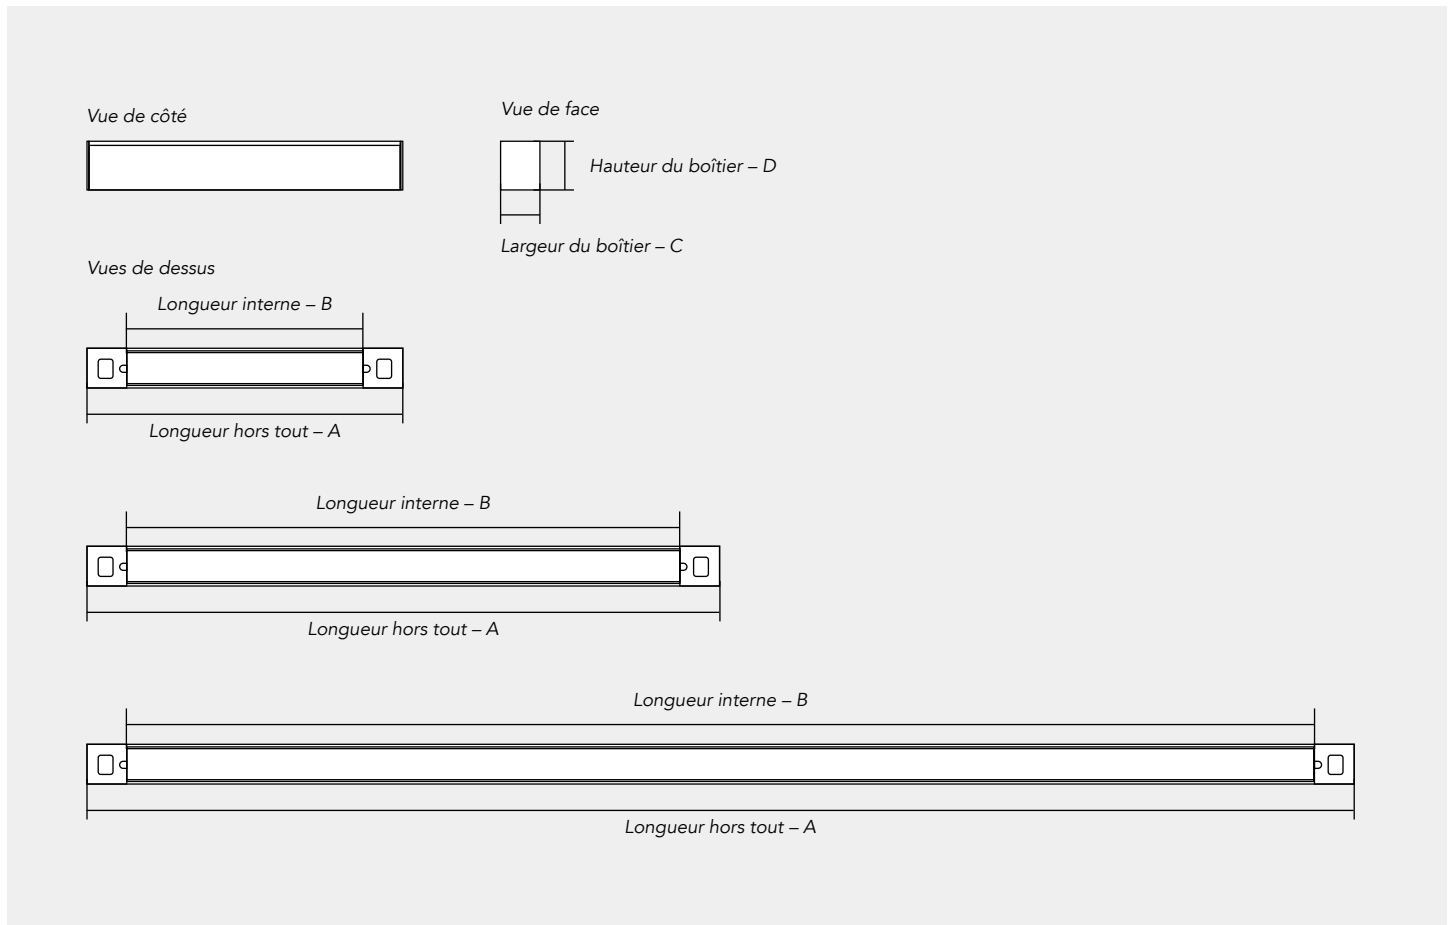 Vue de côté
Vue de face
Hauteur du boîtier – D
Largeur du boîtier – C
Vues de dessus
Longueur interne – B
Longueur hors tout – A
Longueur interne – B
Longueur hors tout – A
Longueur interne – B
Longueur hors tout – A